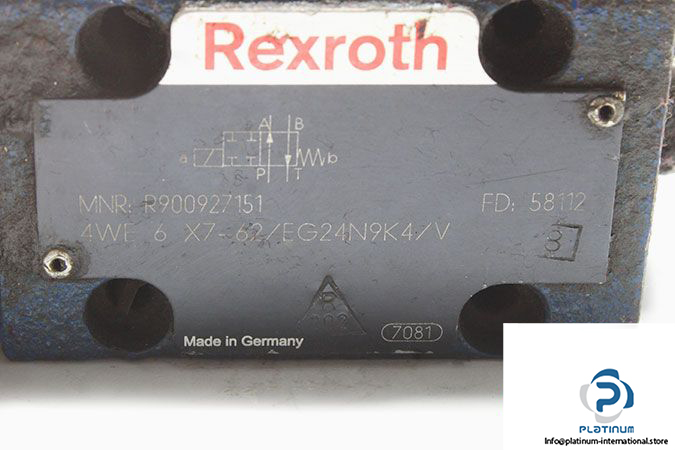 Rexroth
A B
a b
P T
MNR: R900927151 FD: 58112
4WE 6 X7-62/EG24N9K4/V
8
R
Made in Germany 7081
PLATINUM
Info@platinum-international.store